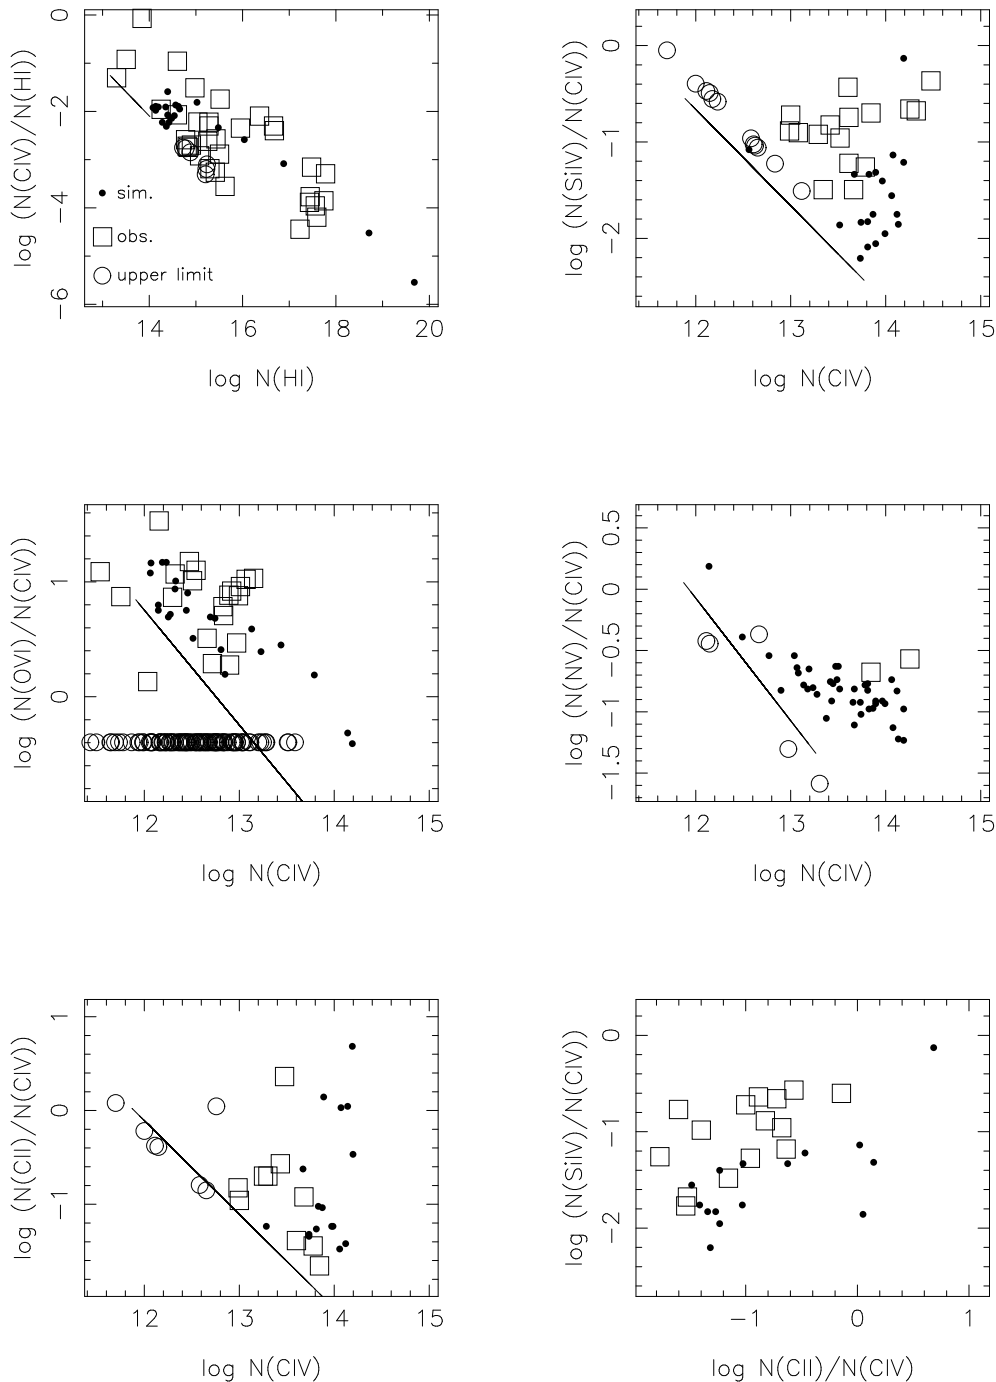 0
−2
−4
−6
log (N(CIV)/N(HI))
sim.
obs.
upper limit
14 16 18 20
log N(HI)
0
−1
−2
log (N(SiIV)/N(CIV))
12 13 14 15
log N(CIV)
1
0
log (N(OVI)/N(CIV))
12 13 14 15
log N(CIV)
0.5
0
−0.5
−1
−1.5
log (N(NV)/N(CIV))
12 13 14 15
log N(CIV)
1
0
−1
log (N(CII)/N(CIV))
12 13 14 15
log N(CIV)
0
−1
−2
log (N(SiIV)/N(CIV))
−1 0 1
log N(CII)/N(CIV)